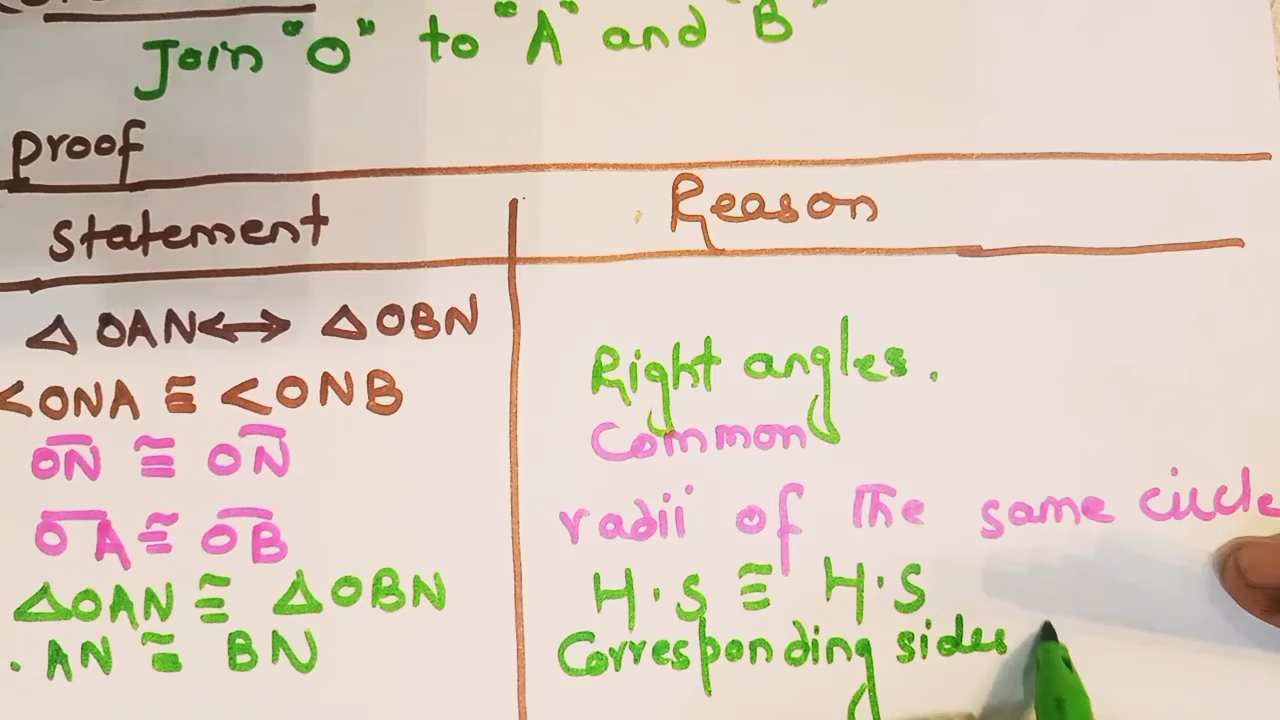 Join "O" to "A" and "B"
Proof
Statement
Reason
△ OAN ↔ △ OBN
<ONA ≅ <ONB
Right angles.
ON ≅ ON
Common
OA ≅ OB
radii of the same circle
△OAN ≅ △OBN
H.S ≅ H.S
. AN ≅ BN
Corresponding sides